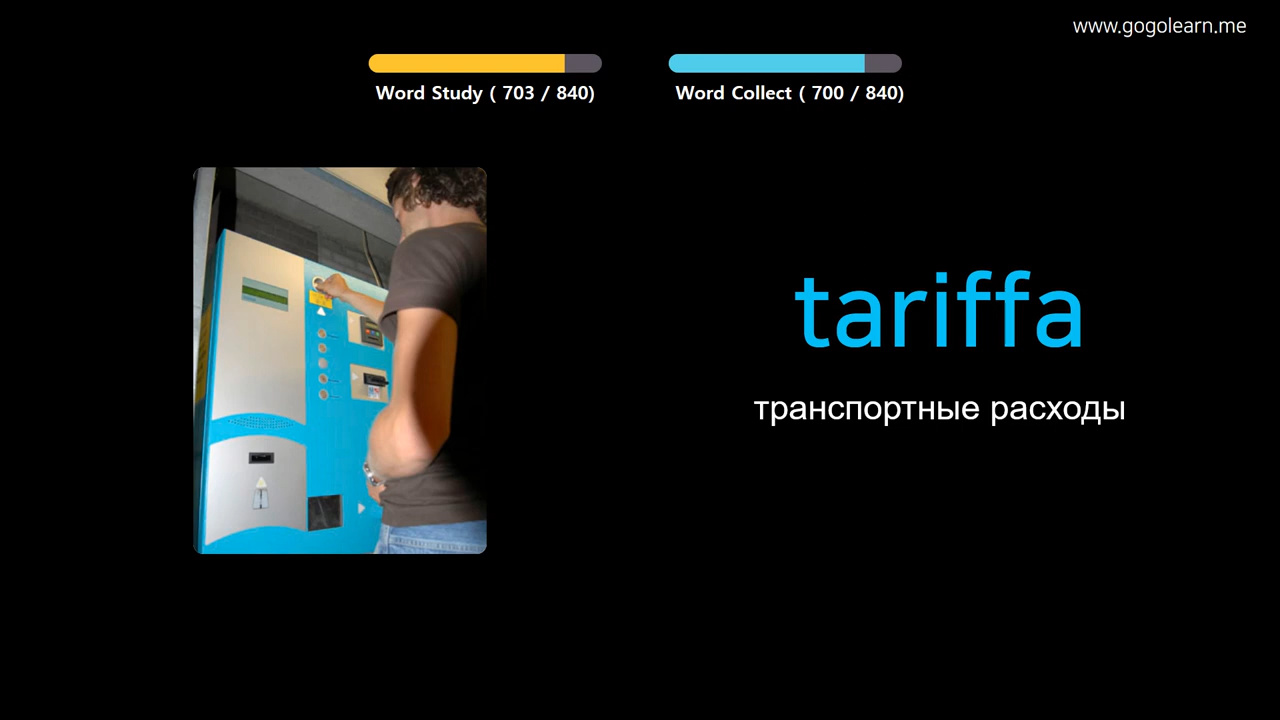 www.gogolearn.me
Word Study ( 703 / 840)
Word Collect ( 700 / 840)
tariffa
транспортные расходы